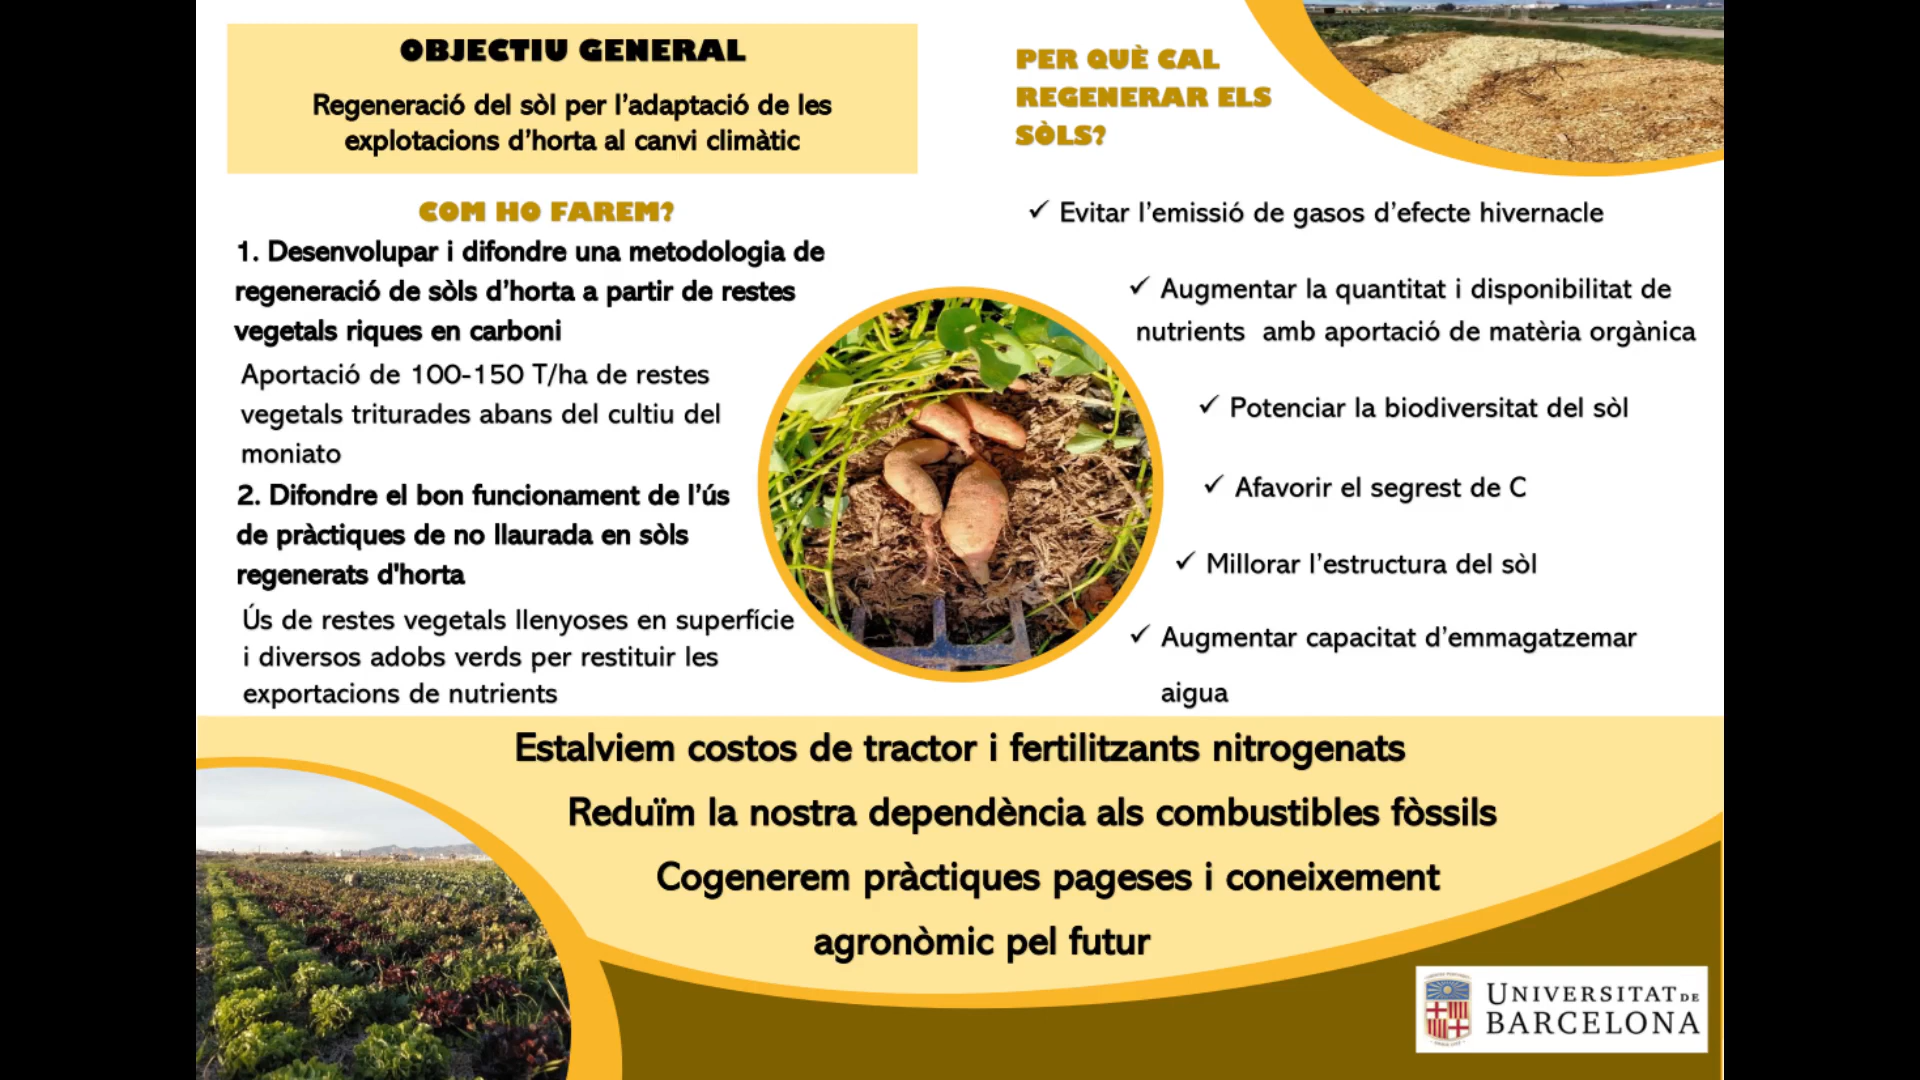 OBJECTIU GENERAL
Regeneració del sòl per l’adaptació de les
explotacions d’horta al canvi climàtic
COM HO FAREM?
1. Desenvolupar i difondre una metodologia de
regeneració de sòls d’horta a partir de restes
vegetals riques en carboni
Aportació de 100-150 T/ha de restes
vegetals triturades abans del cultiu del
moniato
2. Difondre el bon funcionament de l’ús
de pràctiques de no llaurada en sòls
regenerats d'horta
Ús de restes vegetals llenyoses en superfície
i diversos adobs verds per restituir les
exportacions de nutrients
PER QUÈ CAL
REGENERAR ELS
SÒLS?
✓ Evitar l’emissió de gasos d’efecte hivernacle
✓ Augmentar la quantitat i disponibilitat de
nutrients amb aportació de matèria orgànica
✓ Potenciar la biodiversitat del sòl
✓ Afavorir el segrest de C
✓ Millorar l’estructura del sòl
✓ Augmentar capacitat d’emmagatzemar
aigua
Estalviem costos de tractor i fertilitzants nitrogenats
Reduïm la nostra dependència als combustibles fòssils
Cogenerem pràctiques pageses i coneixement
agronòmic pel futur
UNIVERSITAT DE
BARCELONA